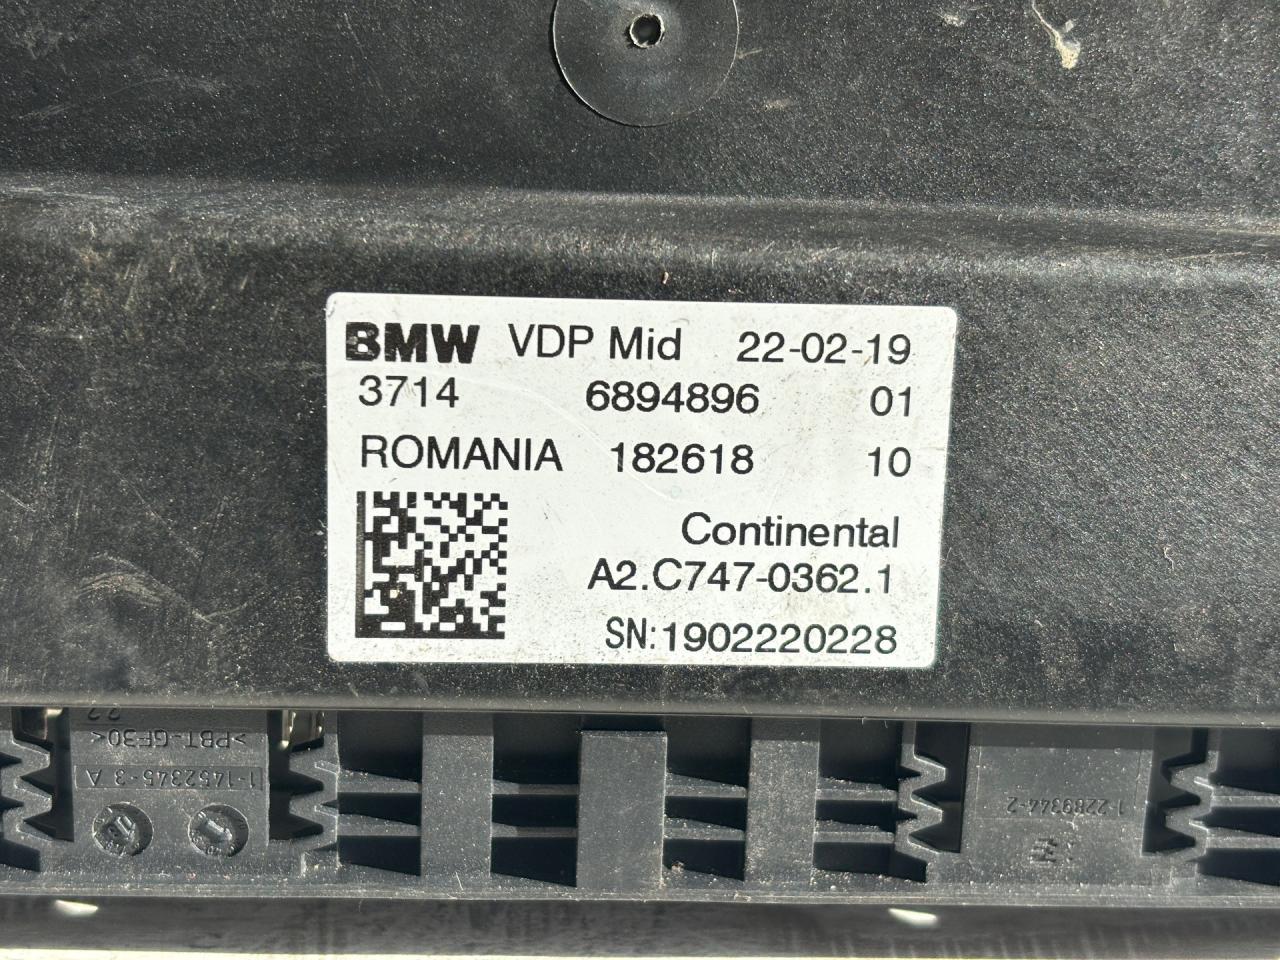 BMW VDP Mid 22-02-19
3714 6894896 01
ROMANIA 182618 10
Continental
A2.C747-0362.1
SN:1902220228
>PBT-GF30<
1-1452345-3 A
1-2289344-2